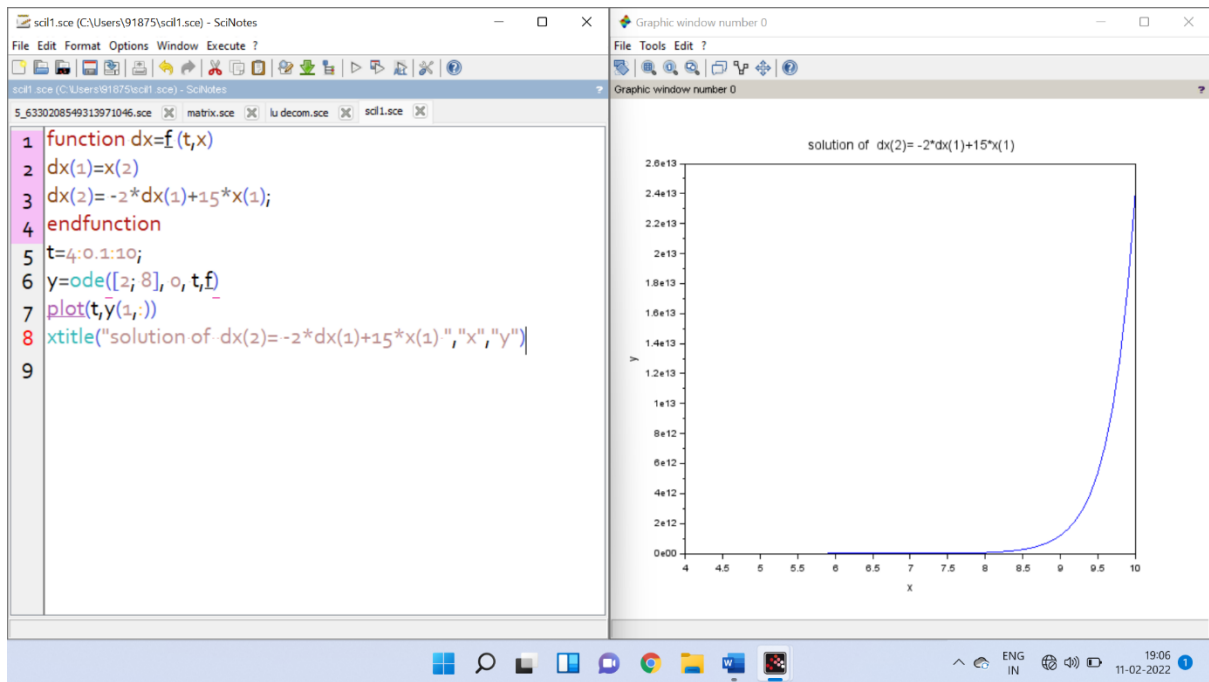 scil1.sce (C:\Users\91875\scil1.sce) - SciNotes
File Edit Format Options Window Execute ?
scil1.sce (C:\Users\91875\scil1.sce) - SciNotes ?
5_6330208549313971046.sce matrix.sce lu decom.sce scil1.sce
1 function dx=f (t,x)
2 dx(1)=x(2)
3 dx(2)= -2*dx(1)+15*x(1);
4 endfunction
5 t=4:0.1:10;
6 y=ode([2; 8], 0, t,f)
7 plot(t,y(1,:))
8 xtitle("solution of  dx(2)= -2*dx(1)+15*x(1) ","x","y")
9
Graphic window number 0
File Tools Edit ?
Graphic window number 0 ?
solution of  dx(2)= -2*dx(1)+15*x(1)
2.6e13
2.4e13
2.2e13
2e13
1.8e13
1.6e13
1.4e13
y
1.2e13
1e13
8e12
6e12
4e12
2e12
0e00
4 4.5 5 5.5 6 6.5 7 7.5 8 8.5 9 9.5 10
x
ENG
IN
19:06
11-02-2022
1